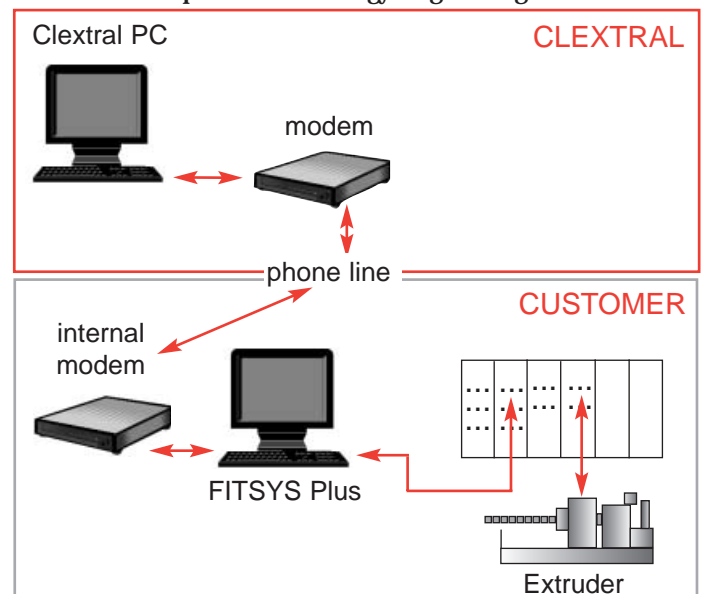 Clextral PC
CLEXTRAL
modem
phone line
CUSTOMER
internal
modem
FITSYS Plus
Extruder